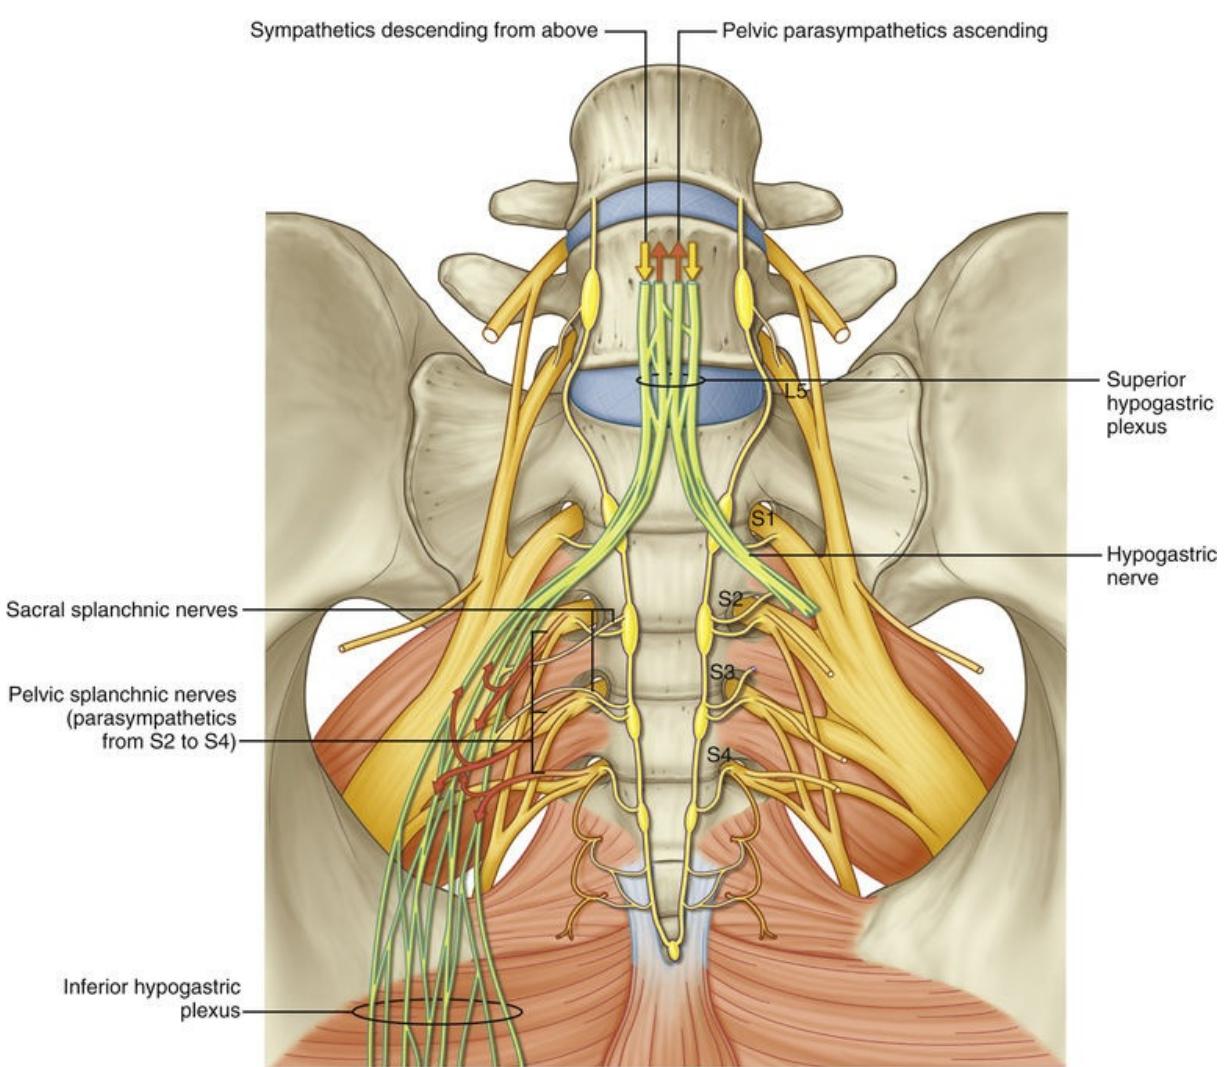 Sympathetics descending from above
Pelvic parasympathetics ascending
Superior
hypogastric
plexus
L5
S1
Hypogastric
nerve
S2
Sacral splanchnic nerves
S3
Pelvic splanchnic nerves
(parasympathetics
from S2 to S4)
S4
Inferior hypogastric
plexus